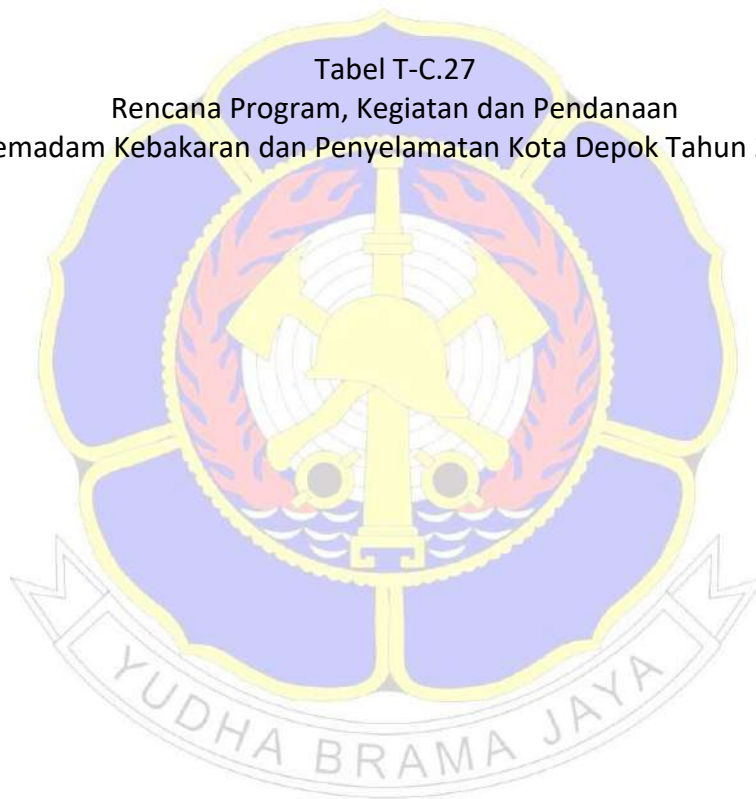 Tabel T-C.27
Rencana Program, Kegiatan dan Pendanaan
emadam Kebakaran dan Penyelamatan Kota Depok Tahun
YUDHA BRAMA JAYA